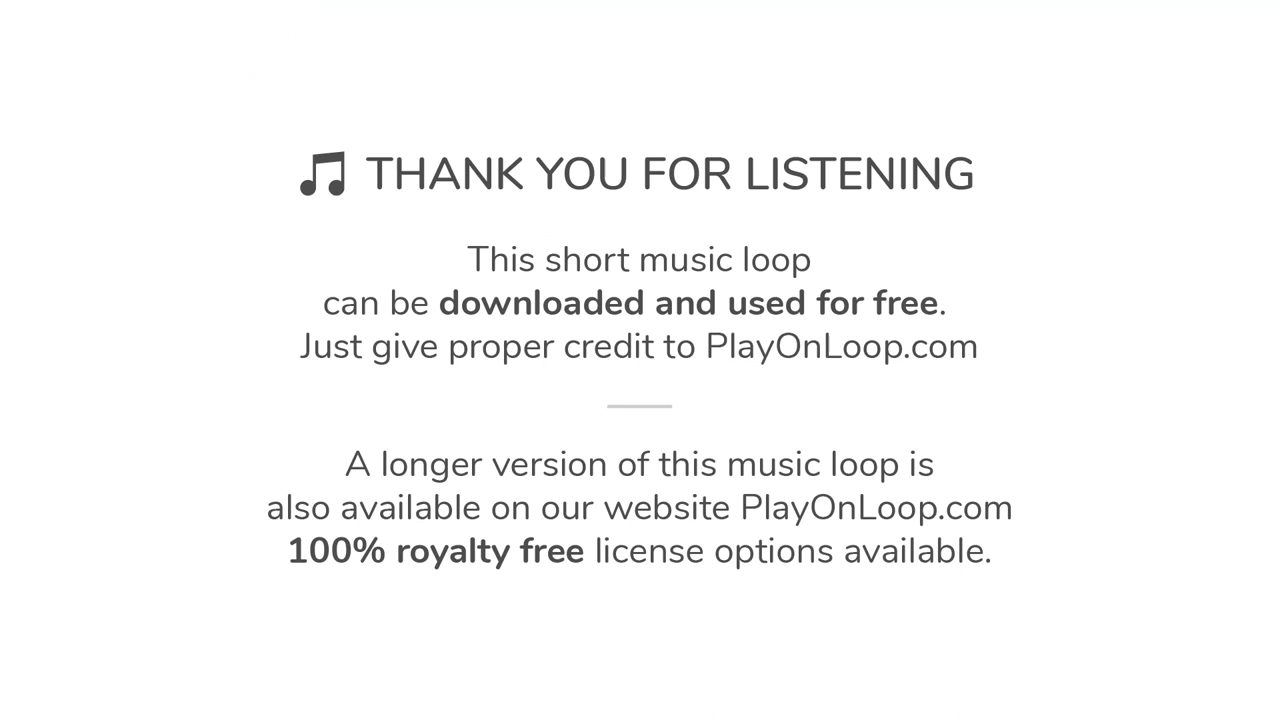 THANK YOU FOR LISTENING
This short music loop
can be downloaded and used for free.
Just give proper credit to PlayOnLoop.com
A longer version of this music loop is
also available on our website PlayOnLoop.com
100% royalty free license options available.